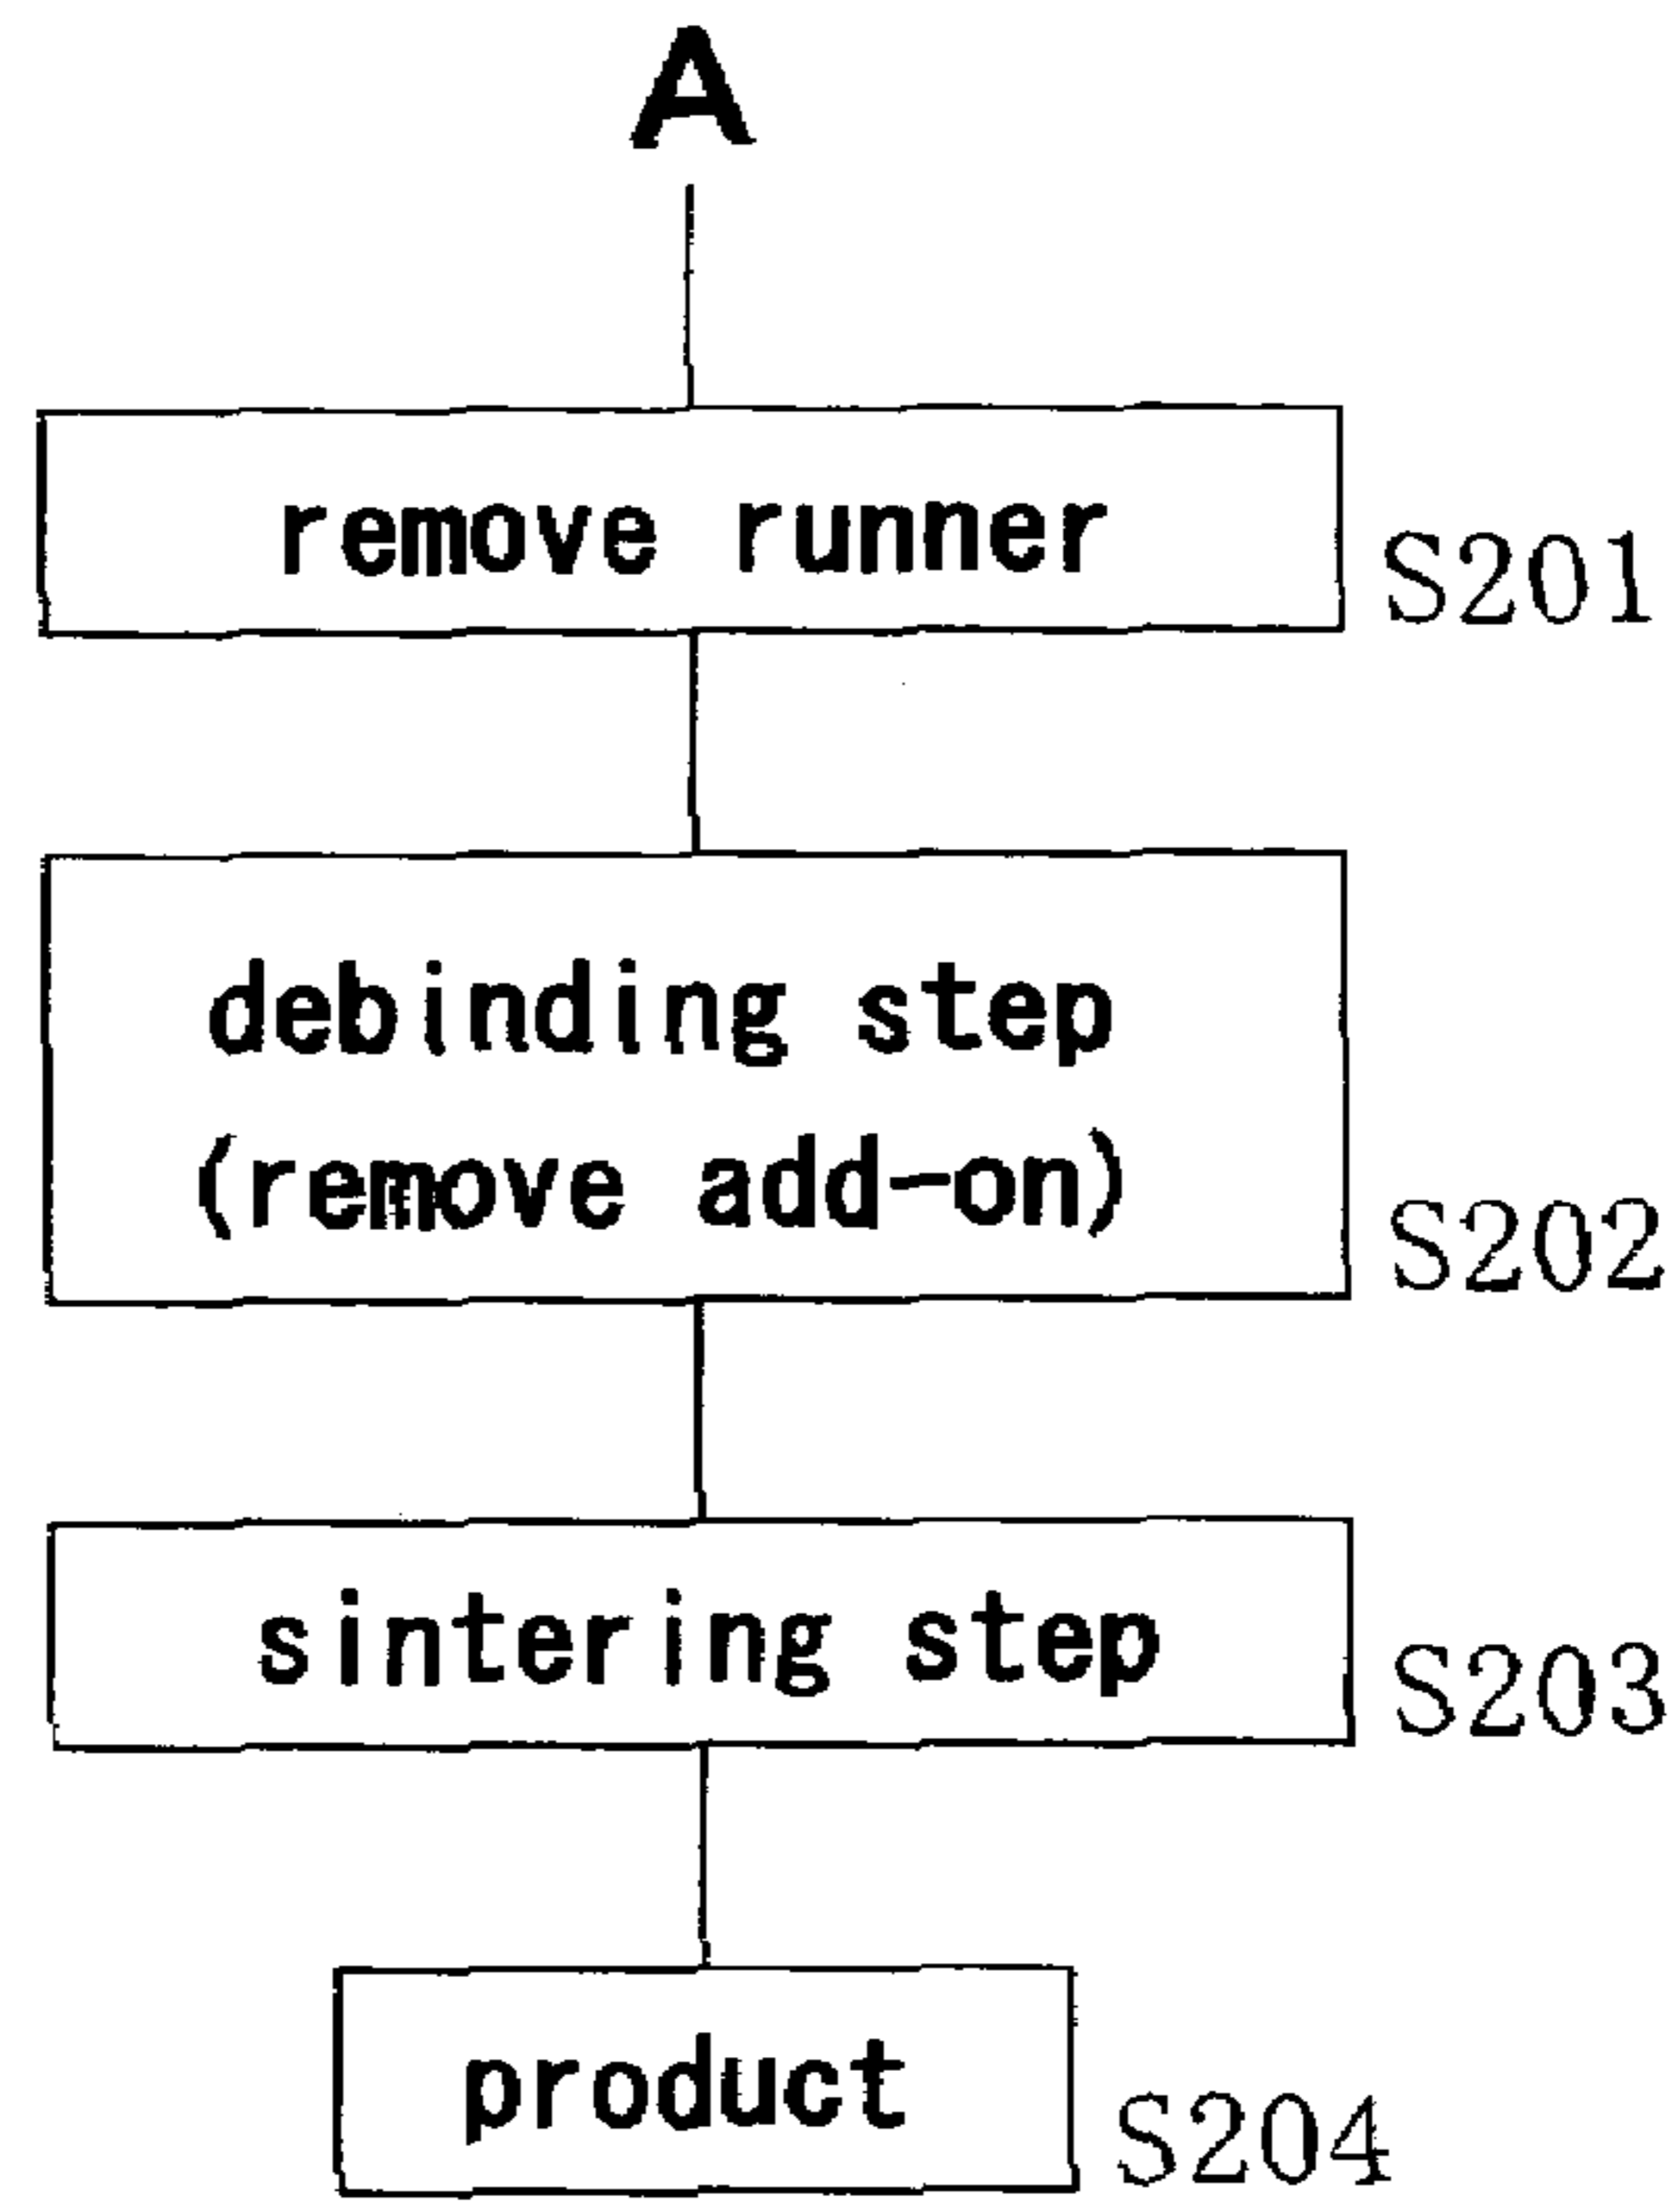 A
remove runner
S201
debinding step
(remove add-on)
S202
sintering step
S203
product
S204